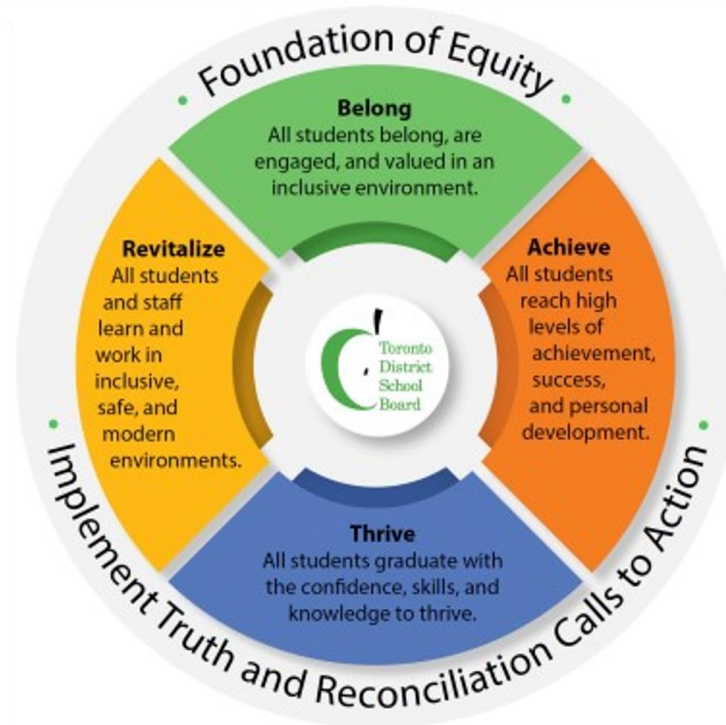 Foundation of Equity
Belong
All students belong, are
engaged, and valued in an
inclusive environment.
Achieve
All students
reach high
levels of
achievement,
success,
and personal
development.
Thrive
All students graduate with
the confidence, skills, and
knowledge to thrive.
Revitalize
All students
and staff
learn and
work in
inclusive,
safe, and
modern
environments.
Toronto
District
School
Board
Implement Truth and Reconciliation Calls to Action